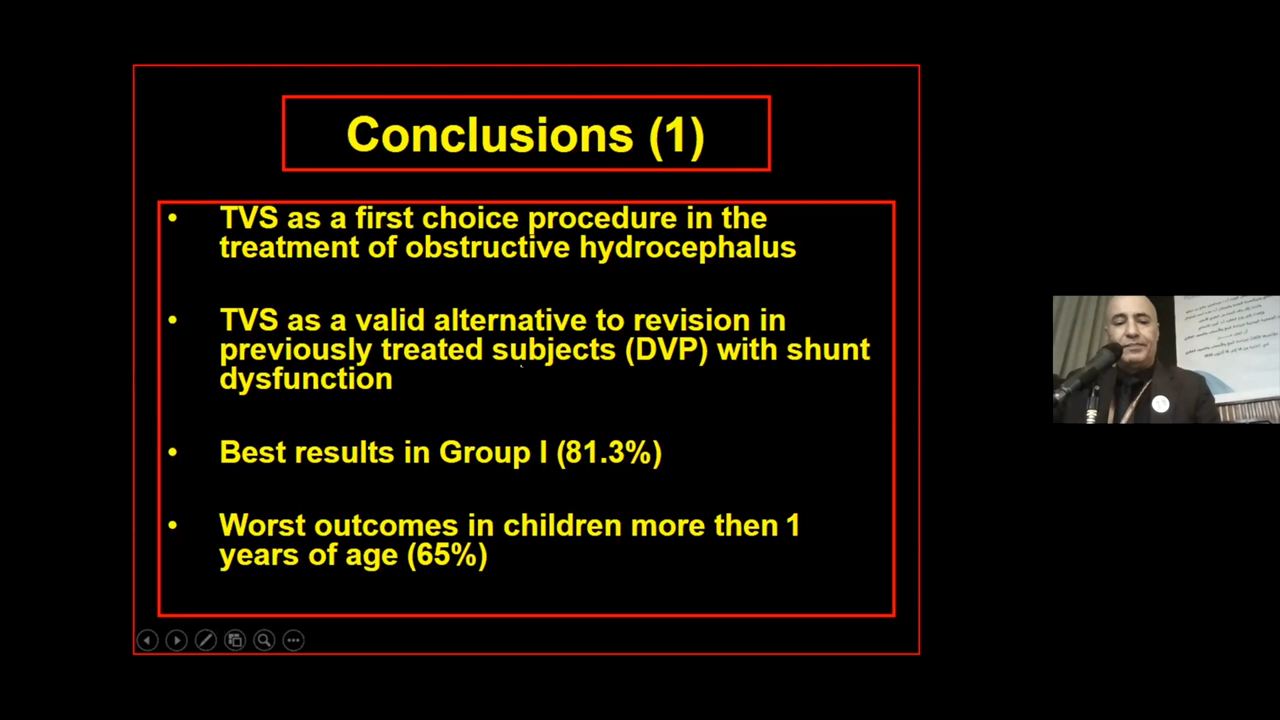 Conclusions (1)
• TVS as a first choice procedure in the
treatment of obstructive hydrocephalus
• TVS as a valid alternative to revision in
previously treated subjects (DVP) with shunt
dysfunction
• Best results in Group I (81.3%)
• Worst outcomes in children more then 1
years of age (65%)